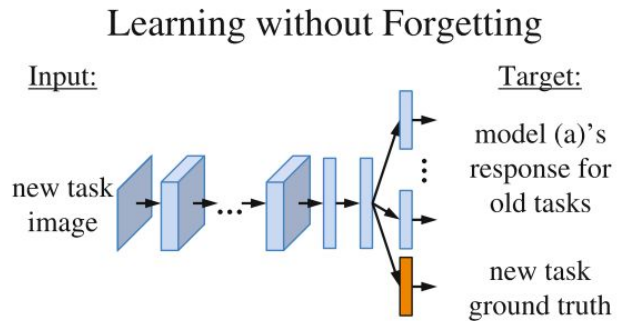 Learning without Forgetting
Input:
Target:
new task
image
...
model (a)'s
response for
old tasks
new task
ground truth